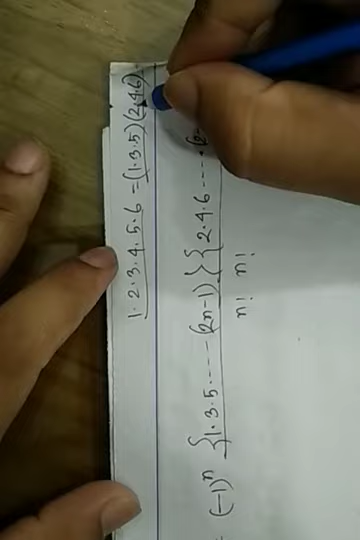 1·2·3·4·5·6 = (1·3·5)(2·4·6)
(-1)ⁿ {1·3·5···· (2n-1)} {2·4·6 ····
n! n!